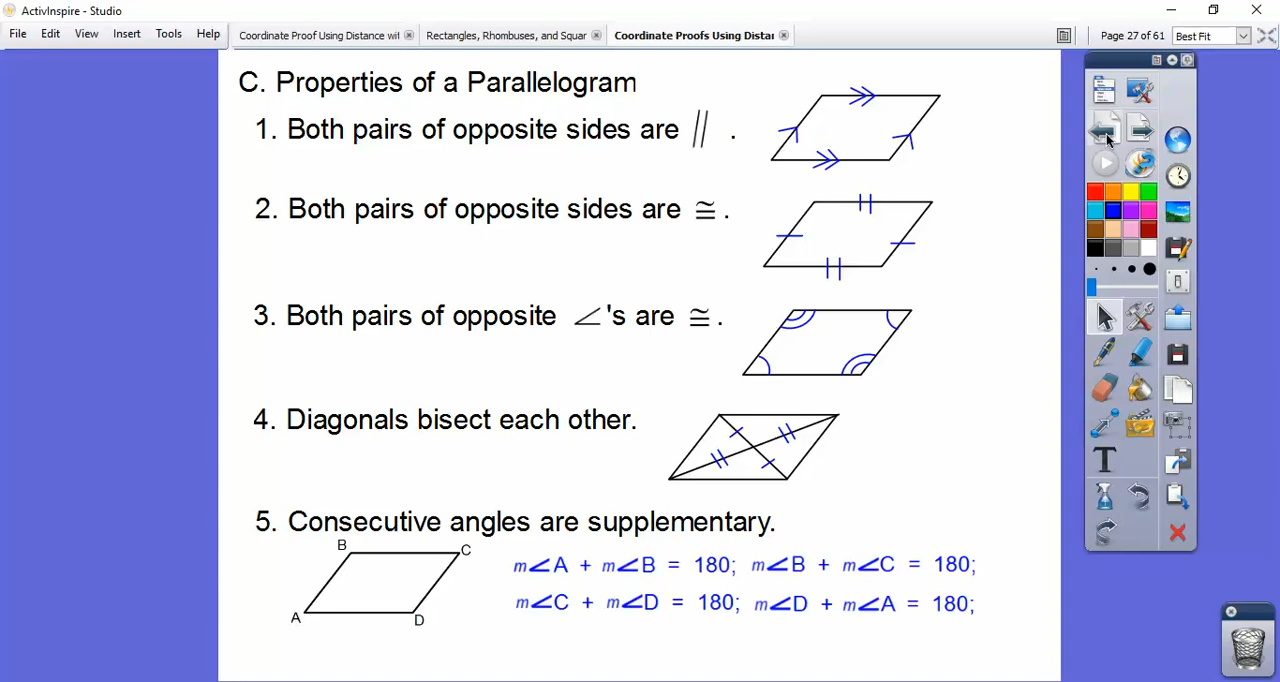 ActivInspire - Studio
File Edit View Insert Tools Help
Coordinate Proof Using Distance wit
Rectangles, Rhombuses, and Squar
Coordinate Proofs Using Distar
Page 27 of 61
Best Fit
C. Properties of a Parallelogram
1. Both pairs of opposite sides are ∥ .
2. Both pairs of opposite sides are ≅ .
3. Both pairs of opposite ∠'s are ≅ .
4. Diagonals bisect each other.
5. Consecutive angles are supplementary.
B
C
A
D
m∠A + m∠B = 180; m∠B + m∠C = 180;
m∠C + m∠D = 180; m∠D + m∠A = 180;
T